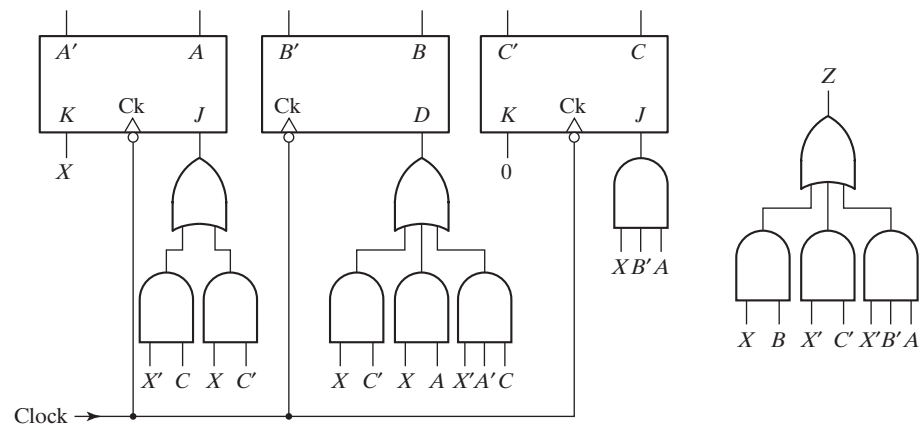 A′ A B′ B C′ C
Z
Ck Ck
K J D K Ck J
X 0
X B′ A
X B X′ C′ X′ B′ A
X′ C X C′ X C′ X A X′ A′ C
Clock